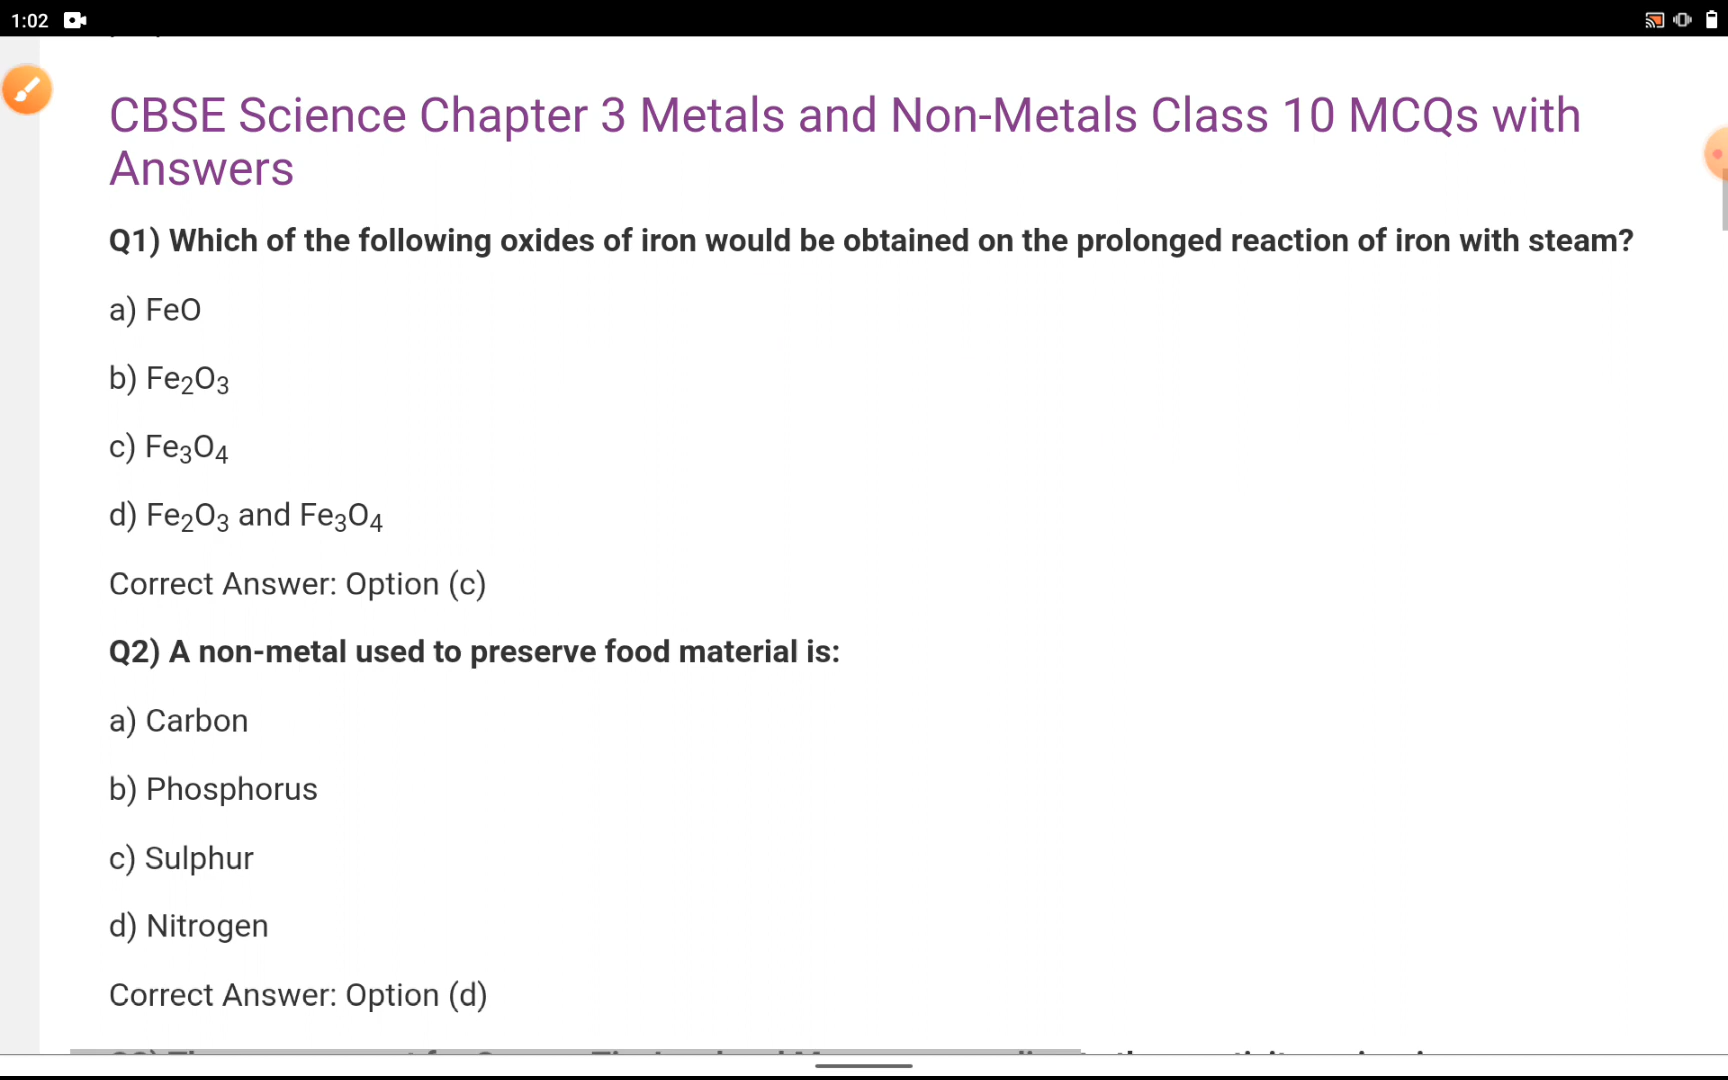 1:02
CBSE Science Chapter 3 Metals and Non-Metals Class 10 MCQs with
Answers
Q1) Which of the following oxides of iron would be obtained on the prolonged reaction of iron with steam?
a) FeO
b) Fe₂O₃
c) Fe₃O₄
d) Fe₂O₃ and Fe₃O₄
Correct Answer: Option (c)
Q2) A non-metal used to preserve food material is:
a) Carbon
b) Phosphorus
c) Sulphur
d) Nitrogen
Correct Answer: Option (d)